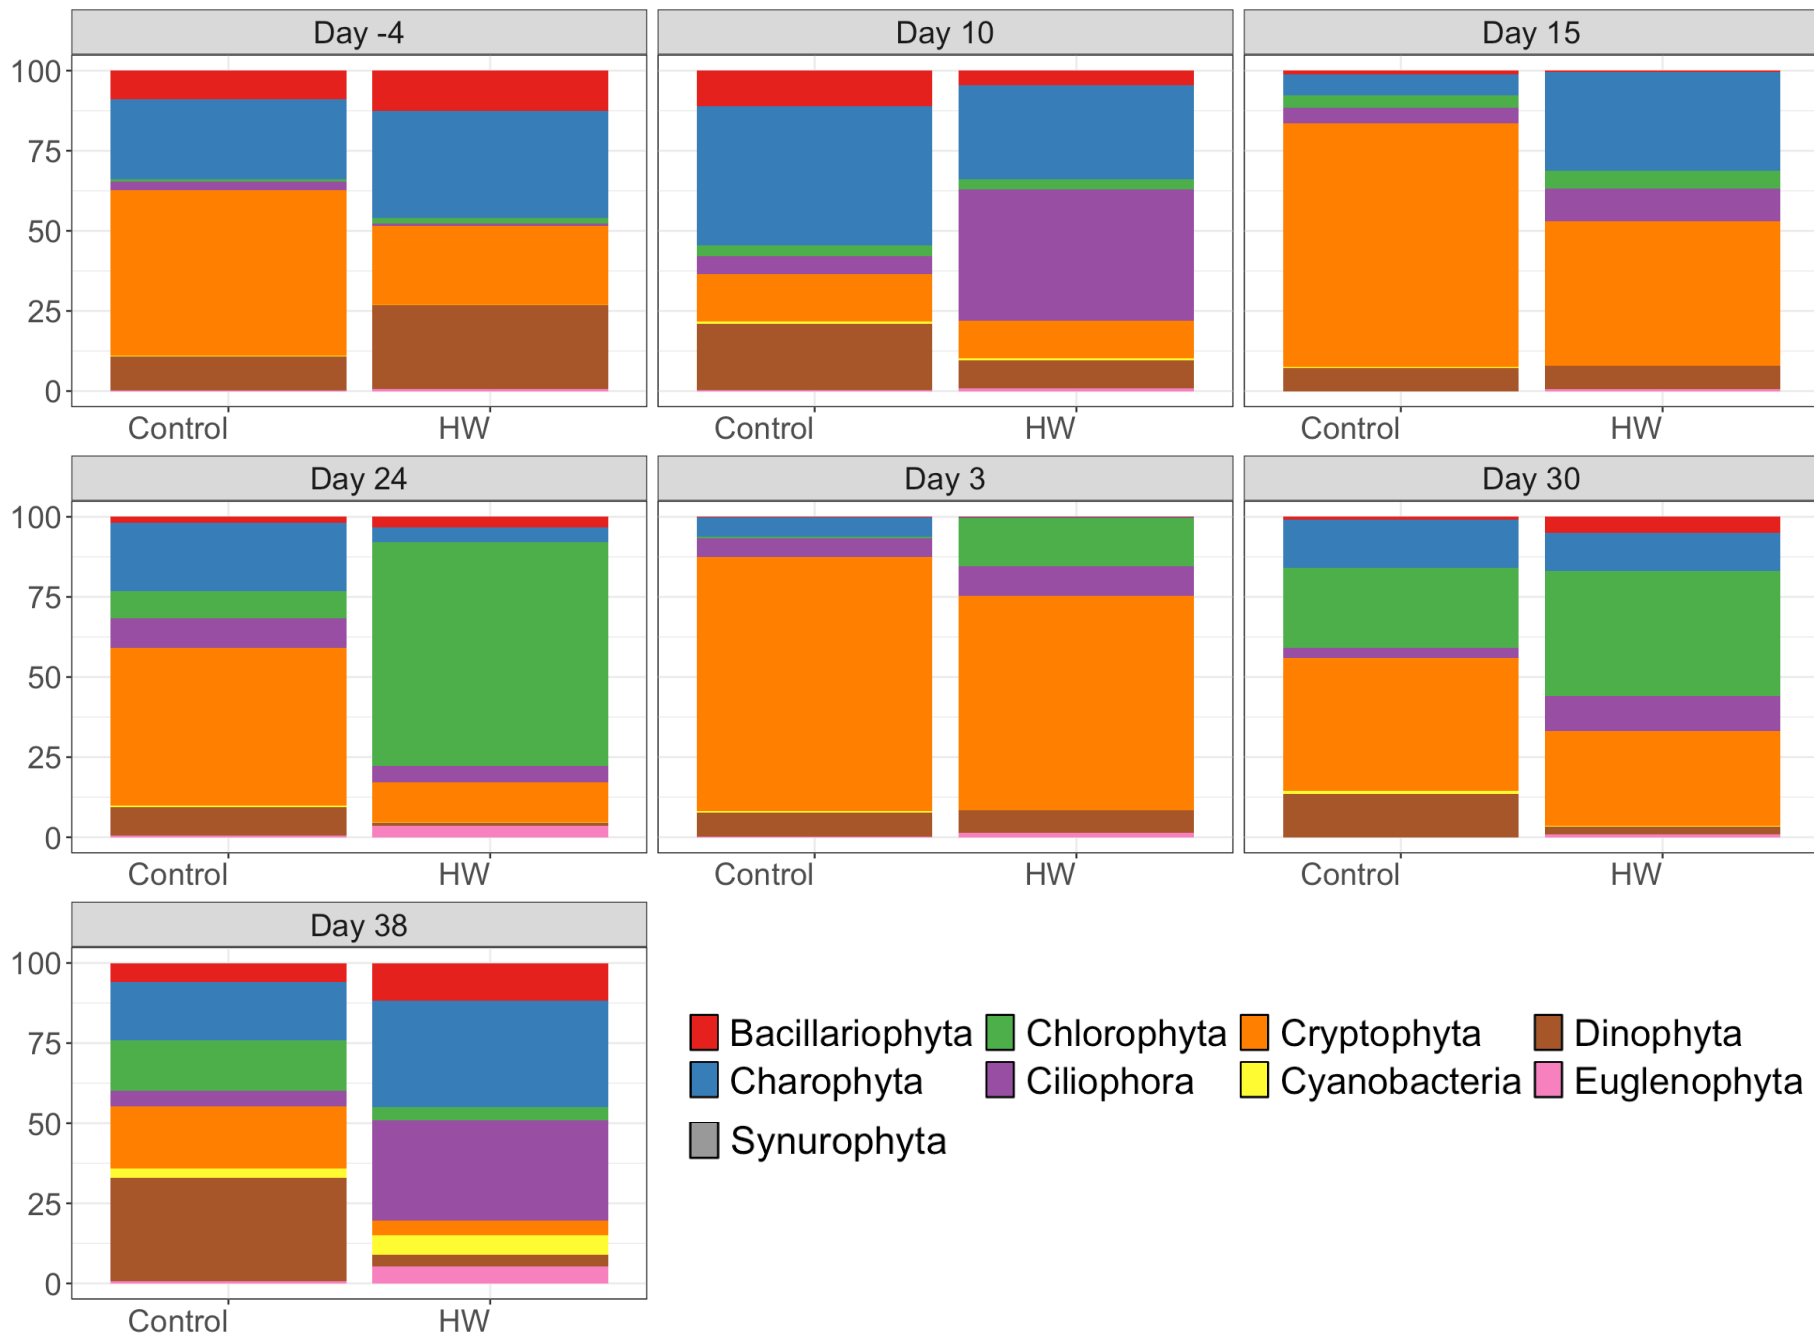 Day -4 Day 10 Day 15
100
75
50
25
0
Control HW Control HW Control HW
Day 24 Day 3 Day 30
100
75
50
25
0
Control HW Control HW Control HW
Day 38
100
75
50
25
0
Control HW
Bacillariophyta Chlorophyta Cryptophyta Dinophyta
Charophyta Ciliophora Cyanobacteria Euglenophyta
Synurophyta